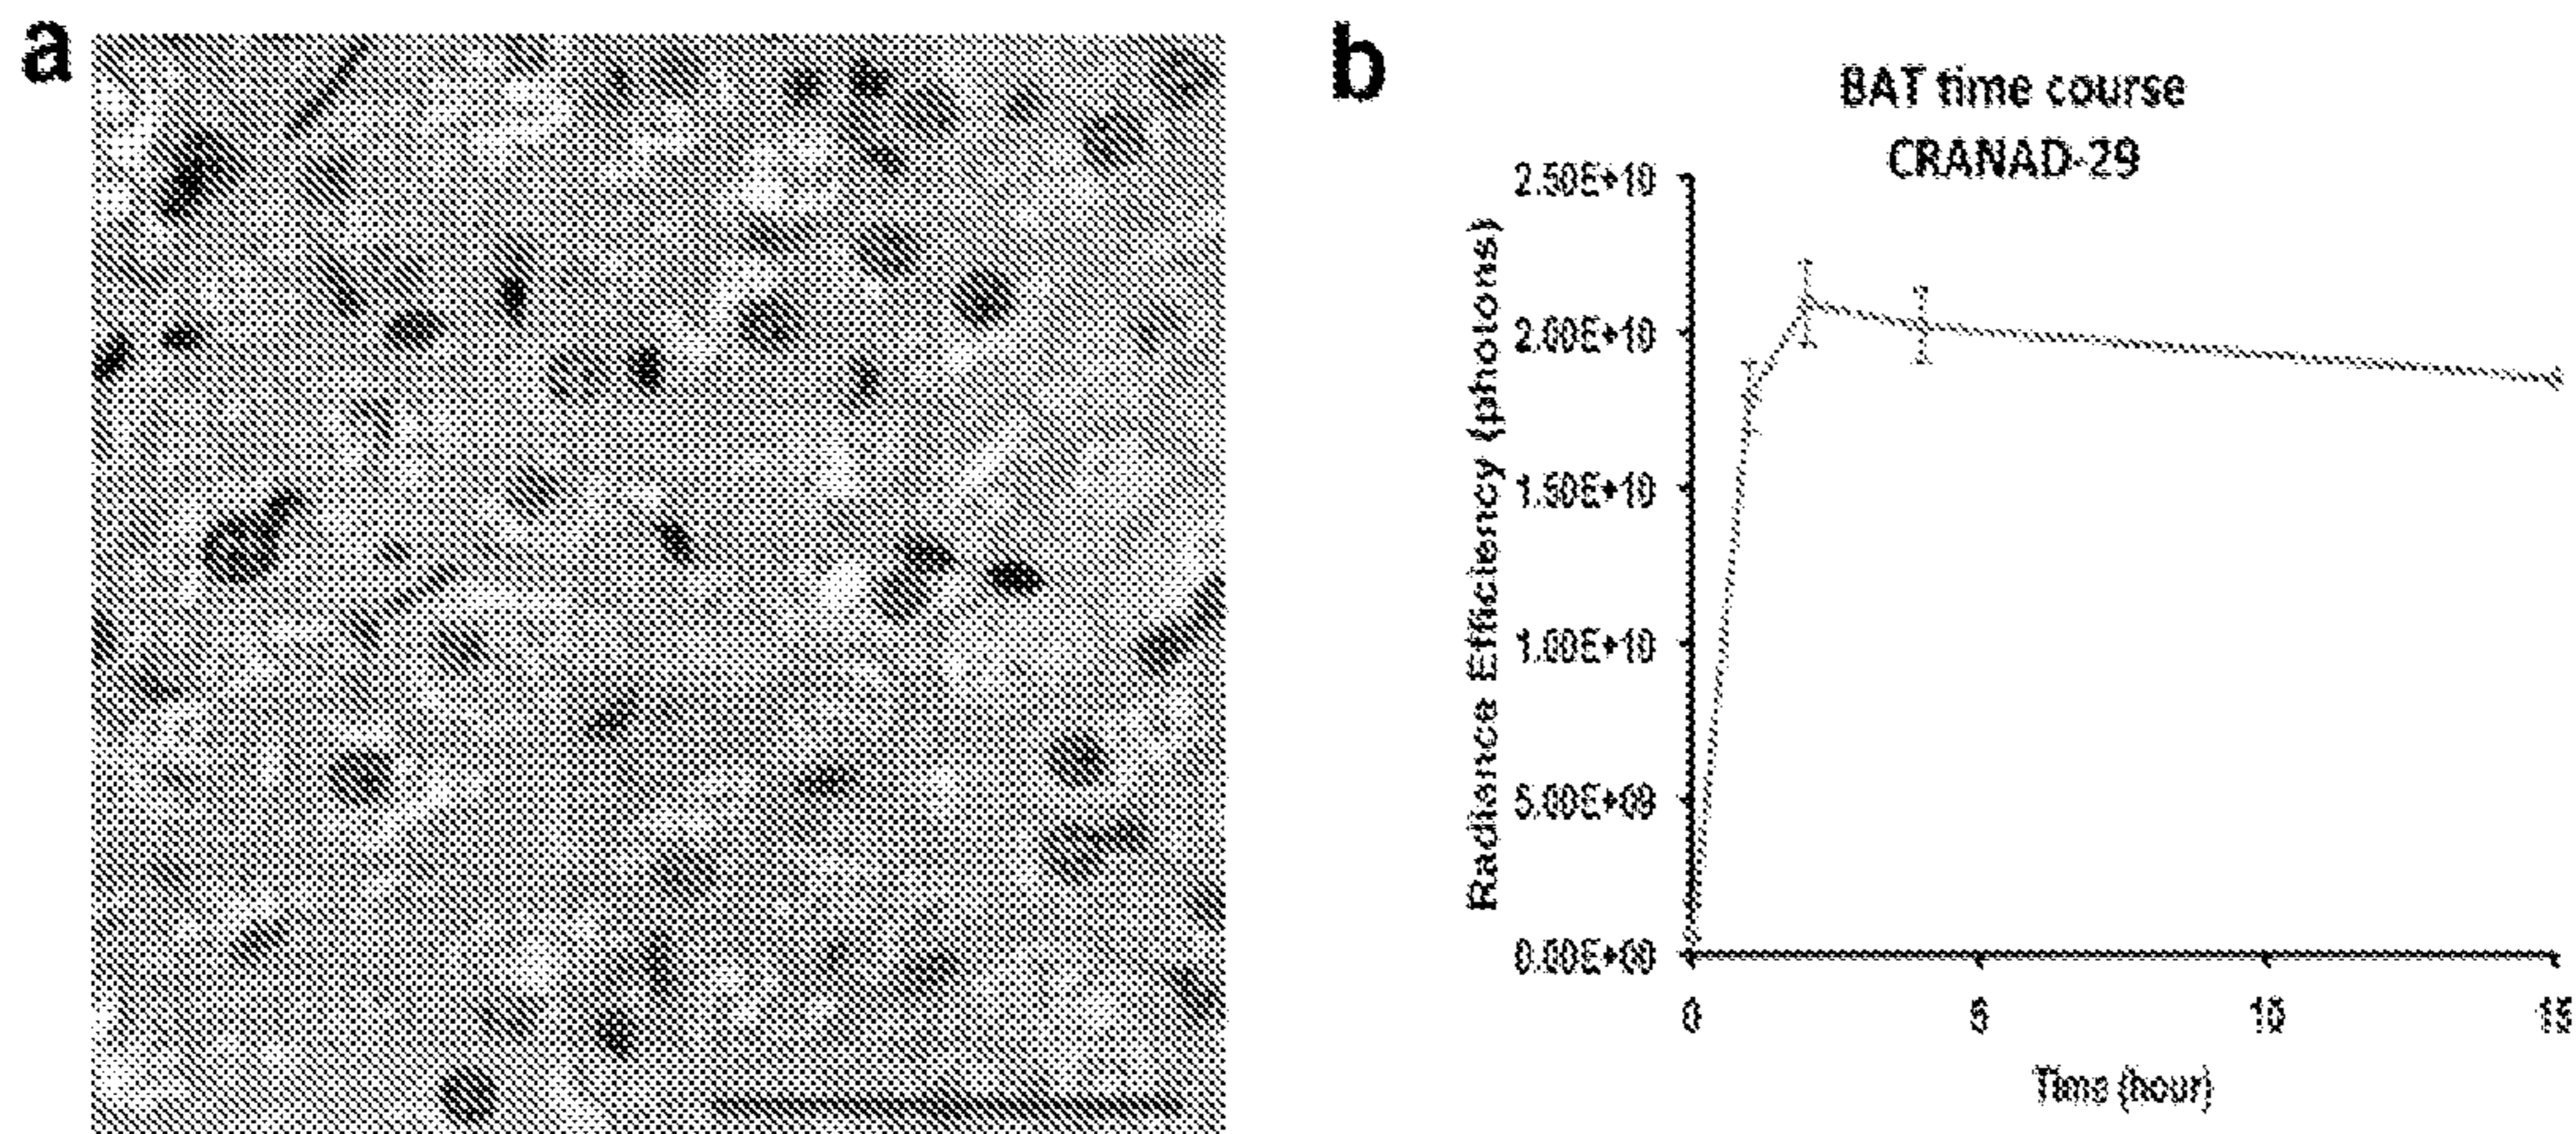 a
b
BAT time course
CRANAD-29
Radiance Efficiency (photons)
2.50E+10
2.00E+10
1.50E+10
1.00E+10
5.00E+09
0.00E+00
0
5
10
15
Time (hour)